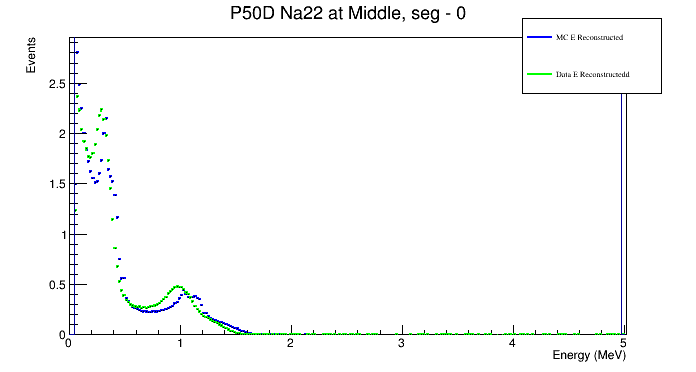 P50D Na22 at Middle, seg - 0
MC E Reconstructed
Data E Reconstructedd
Events
2.5
2
1.5
1
0.5
0
0 1 2 3 4 5
Energy (MeV)